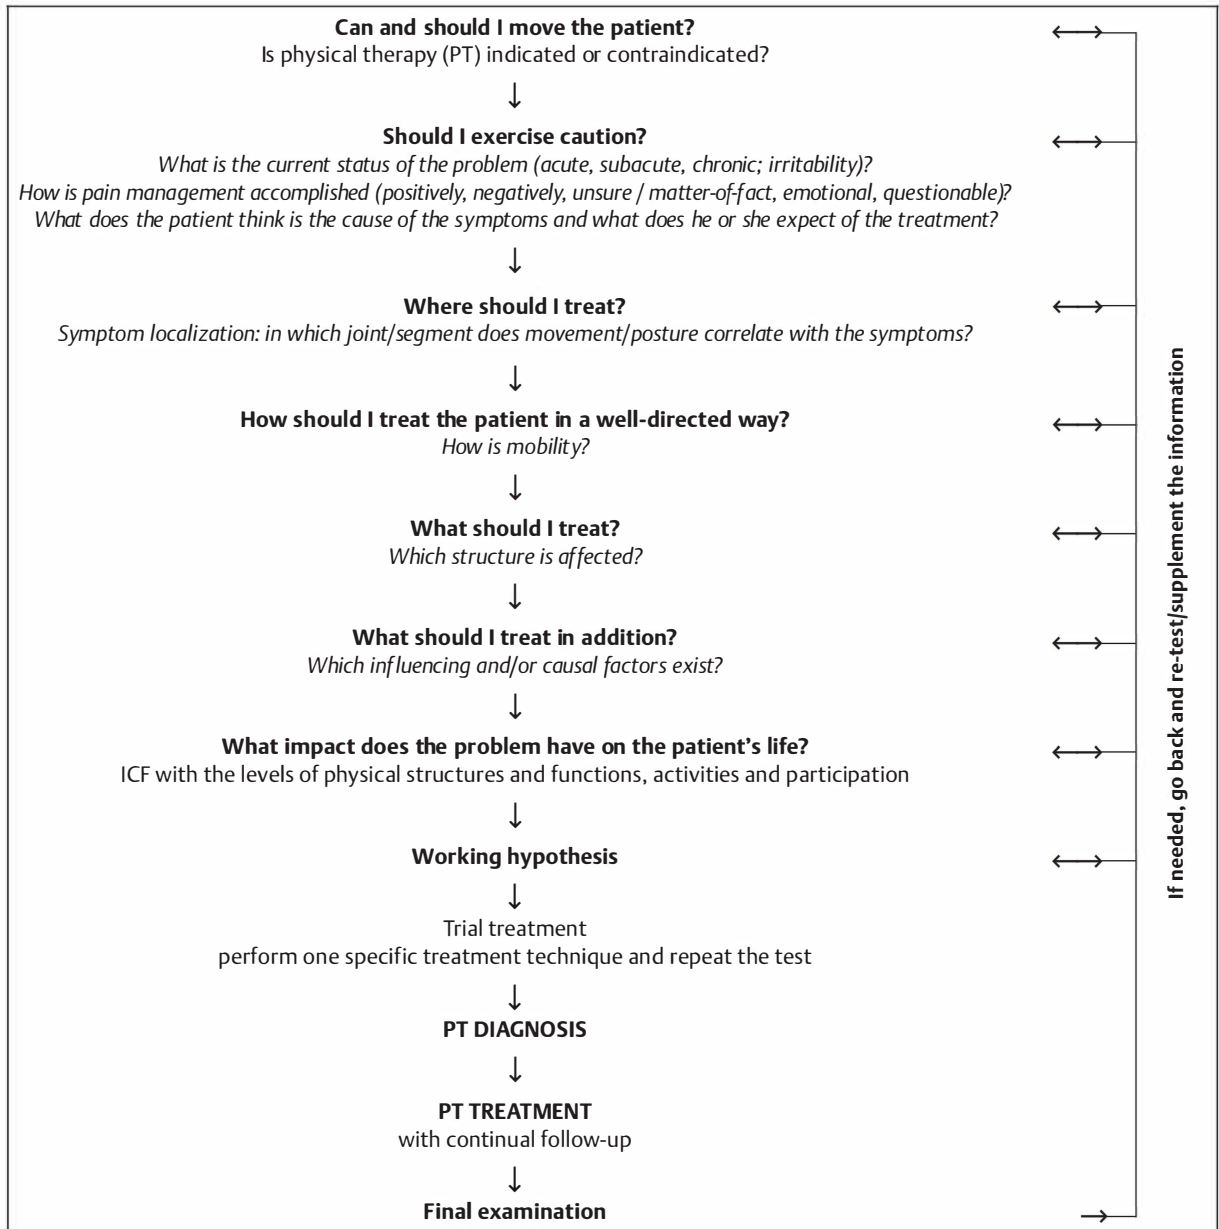 Can and should I move the patient?
Is physical therapy (PT) indicated or contraindicated?
Should I exercise caution?
What is the current status of the problem (acute, subacute, chronic; irritability)?
How is pain management accomplished (positively, negatively, unsure / matter-of-fact, emotional, questionable)?
What does the patient think is the cause of the symptoms and what does he or she expect of the treatment?
Where should I treat?
Symptom localization: in which joint/segment does movement/posture correlate with the symptoms?
How should I treat the patient in a well-directed way?
How is mobility?
What should I treat?
Which structure is affected?
What should I treat in addition?
Which influencing and/or causal factors exist?
What impact does the problem have on the patient's life?
ICF with the levels of physical structures and functions, activities and participation
Working hypothesis
Trial treatment
perform one specific treatment technique and repeat the test
PT DIAGNOSIS
PT TREATMENT
with continual follow-up
Final examination
If needed, go back and re-test/supplement the information